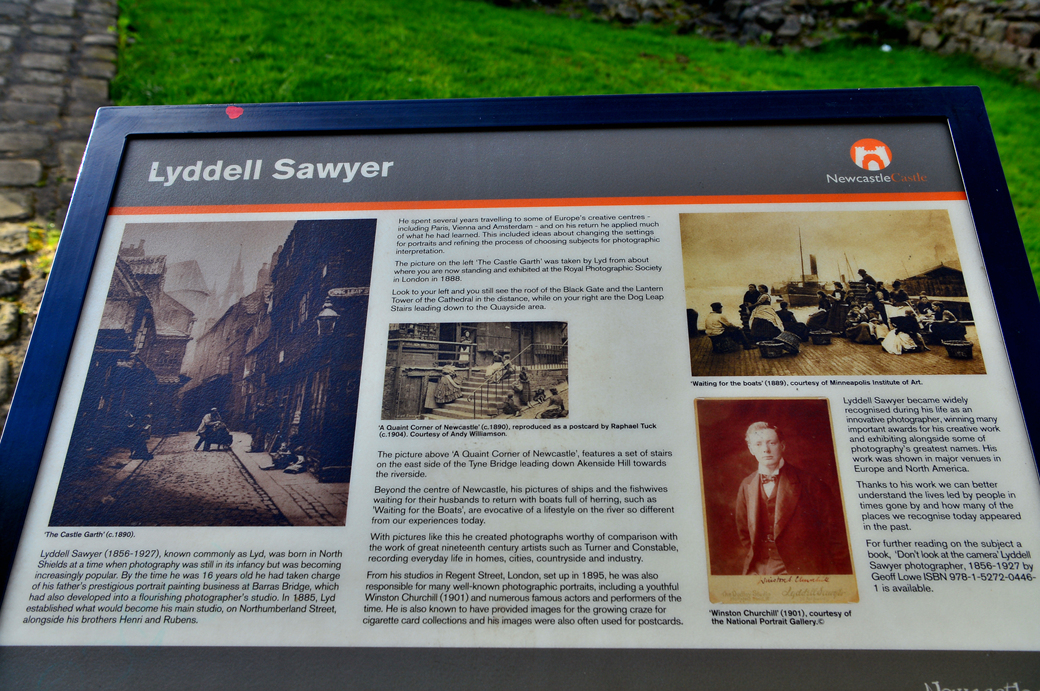 Lyddell Sawyer
NewcastleCastle
'The Castle Garth' (c.1890).
Lyddell Sawyer (1856-1927), known commonly as Lyd, was born in North
Shields at a time when photography was still in its infancy but was becoming
increasingly popular. By the time he was 16 years old he had taken charge
of his father's prestigious portrait painting business at Barras Bridge, which
had also developed into a flourishing photographer's studio. In 1885, Lyd
established what would become his main studio, on Northumberland Street,
alongside his brothers Henri and Rubens.
He spent several years travelling to some of Europe's creative centres -
including Paris, Vienna and Amsterdam - and on his return he applied much
of what he had learned. This included ideas about changing the settings
for portraits and refining the process of choosing subjects for photographic
interpretation.
The picture on the left 'The Castle Garth' was taken by Lyd from about
where you are now standing and exhibited at the Royal Photographic Society
in London in 1888.
Look to your left and you still see the roof of the Black Gate and the Lantern
Tower of the Cathedral in the distance, while on your right are the Dog Leap
Stairs leading down to the Quayside area.
'A Quaint Corner of Newcastle' (c.1890), reproduced as a postcard by Raphael Tuck
(c.1904). Courtesy of Andy Williamson.
The picture above 'A Quaint Corner of Newcastle', features a set of stairs
on the east side of the Tyne Bridge leading down Akenside Hill towards
the riverside.
Beyond the centre of Newcastle, his pictures of ships and the fishwives
waiting for their husbands to return with boats full of herring, such as
'Waiting for the Boats', are evocative of a lifestyle on the river so different
from our experiences today.
With pictures like this he created photographs worthy of comparison with
the work of great nineteenth century artists such as Turner and Constable,
recording everyday life in homes, cities, countryside and industry.
From his studios in Regent Street, London, set up in 1895, he was also
responsible for many well-known photographic portraits, including a youthful
Winston Churchill (1901) and numerous famous actors and performers of the
time. He is also known to have provided images for the growing craze for
cigarette card collections and his images were also often used for postcards.
'Waiting for the boats' (1889), courtesy of Minneapolis Institute of Art.
Winston Churchill
'Winston Churchill' (1901), courtesy of
the National Portrait Gallery.©
Lyddell Sawyer became widely
recognised during his life as an
innovative photographer, winning many
important awards for his creative work
and exhibiting alongside some of
photography's greatest names. His
work was shown in major venues in
Europe and North America.
Thanks to his work we can better
understand the lives led by people in
times gone by and how many of the
places we recognise today appeared
in the past.
For further reading on the subject a
book, 'Don't look at the camera' Lyddell
Sawyer photographer, 1856-1927 by
Geoff Lowe ISBN 978-1-5272-0446-
1 is available.